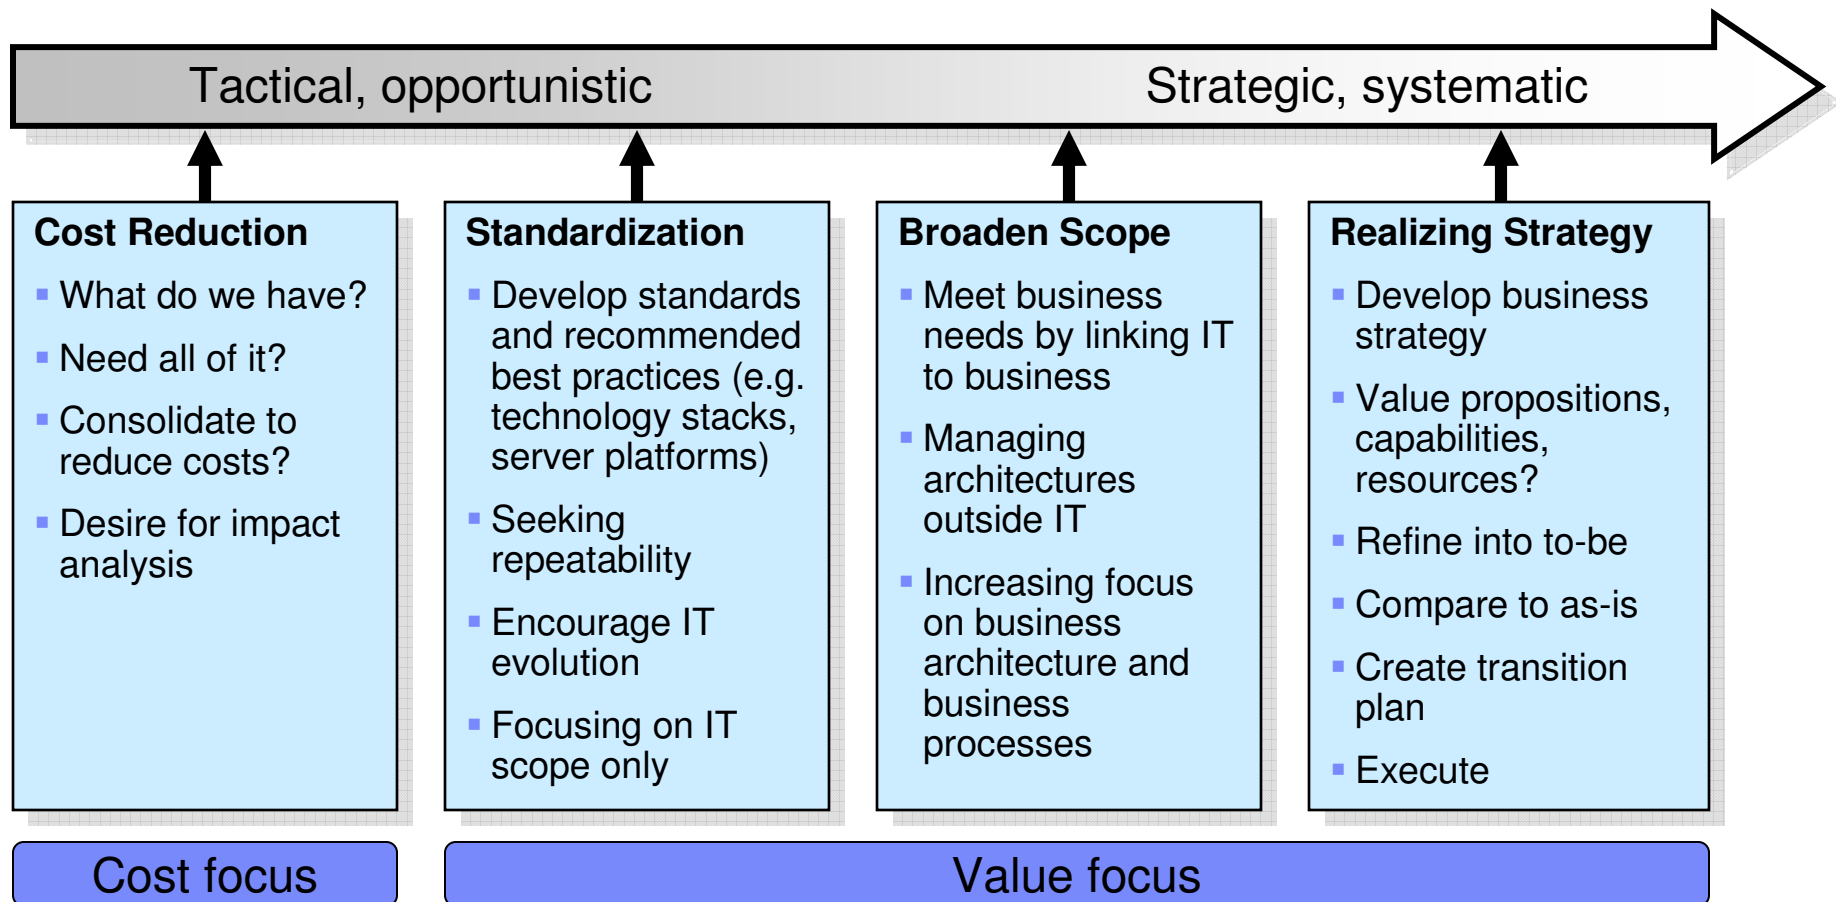 Tactical, opportunistic
Strategic, systematic
Cost Reduction
What do we have?
Need all of it?
Consolidate to
reduce costs?
Desire for impact
analysis
Standardization
Develop standards
and recommended
best practices (e.g.
technology stacks,
server platforms)
Seeking
repeatability
Encourage IT
evolution
Focusing on IT
scope only
Broaden Scope
Meet business
needs by linking IT
to business
Managing
architectures
outside IT
Increasing focus
on business
architecture and
business
processes
Realizing Strategy
Develop business
strategy
Value propositions,
capabilities,
resources?
Refine into to-be
Compare to as-is
Create transition
plan
Execute
Cost focus
Value focus